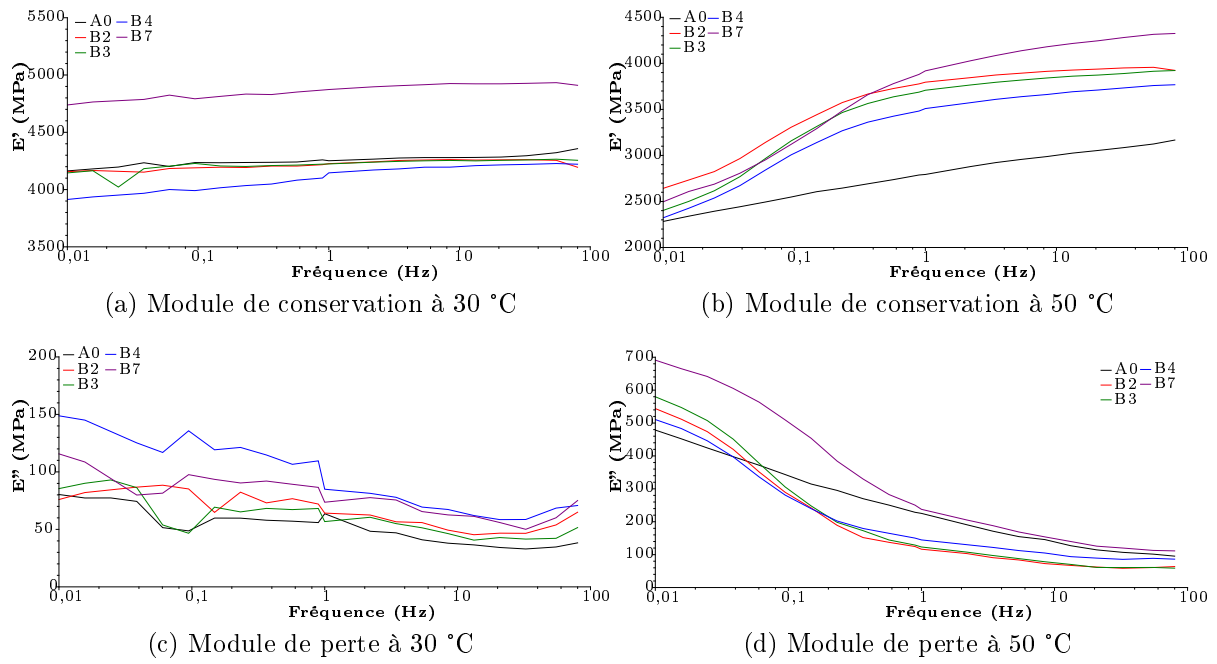 5500
5000
4500
4000
3500
E' (MPa)
A0 B4
B2 B7
B3
0,01 0,1 1 10 100
Fréquence (Hz)
(a) Module de conservation à 30 °C
4500
4000
3500
3000
2500
2000
E' (MPa)
A0 B4
B2 B7
B3
0,01 0,1 1 10 100
Fréquence (Hz)
(b) Module de conservation à 50 °C
200
150
100
50
0
E" (MPa)
A0 B4
B2 B7
B3
0,01 0,1 1 10 100
Fréquence (Hz)
(c) Module de perte à 30 °C
700
600
500
400
300
200
100
0
E" (MPa)
A0 B4
B2 B7
B3
0,01 0,1 1 10 100
Fréquence (Hz)
(d) Module de perte à 50 °C